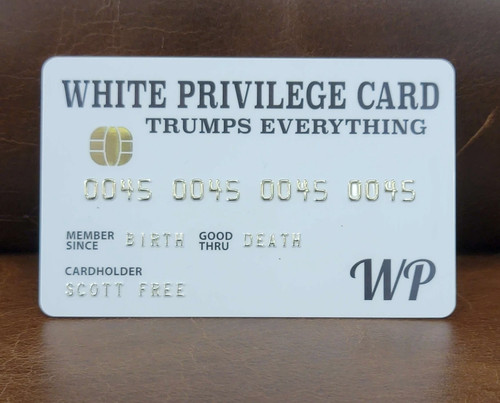 WHITE PRIVILEGE CARD
TRUMPS EVERYTHING
0045 0045 0045 0045
MEMBER SINCE BIRTH GOOD THRU DEATH
CARDHOLDER
SCOTT FREE
WP